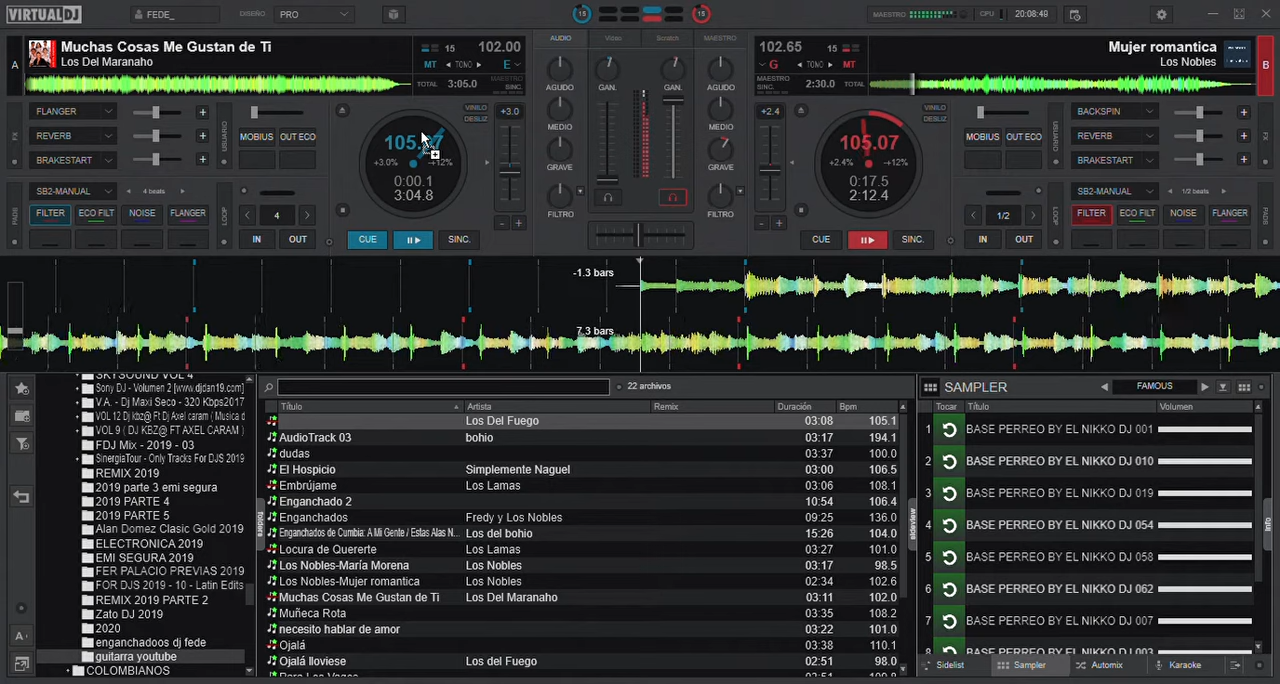 VIRTUAL DJ FEDE_ DISEÑO PRO 15 15 MAESTRO CPU 20:08:49
A Muchas Cosas Me Gustan de Ti 15 102.00
Los Del Maranaho MT TONO E
TOTAL 3:05.0 MAESTRO SINC.
AUDIO Video Scratch MAESTRO
102.65 15 Mujer romantica B
G TONO MT Los Nobles
MAESTRO SINC. TOTAL 2:30.0
FLANGER
REVERB
BRAKESTART
FX
USUARIO
MOBIUS OUT ECO
VINILO
DESLIZ
+3.0
105.07
+3.0% →12%
0:00.1
3:04.8
SB2-MANUAL 4 beats
FILTER ECO FILT NOISE FLANGER
PADS
LOOP
4
IN OUT
CUE SINC.
AGUDO GAN. GAN. AGUDO
MEDIO MEDIO
GRAVE GRAVE
FILTRO FILTRO
+2.4
VINILO
DESLIZ
105.07
+2.4% →12%
0:17.5
2:12.4
CUE SINC.
MOBIUS OUT ECO
USUARIO
BACKSPIN
REVERB
BRAKESTART
FX
LOOP
1/2
IN OUT
SB2-MANUAL 1/2 beats
FILTER ECO FILT NOISE FLANGER
PADS
-1.3 bars
7.3 bars
SKYSOUND VOL 4
Sony DJ - Volumen 2 [www.djdan19.com]
V.A. - Dj Maxi Seco - 320 Kbps2017
VOL 12 Dj kbz@ Ft Dj Axel caram ( Musica d
VOL 9 ( DJ KBZ@ FT AXEL CARAM )
FDJ Mix - 2019 - 03
SinergiaTour - Only Tracks For DJS 2019
REMIX 2019
2019 parte 3 emi segura
2019 PARTE 4
2019 PARTE 5
Alan Domez Clasic Gold 2019
ELECTRONICA 2019
EMI SEGURA 2019
FER PALACIO PREVIAS 2019
FOR DJS 2019 - 10 - Latin Edits
REMIX 2019 PARTE 2
Zato DJ 2019
2020
enganchadoos dj fede
guitarra youtube
COLOMBIANOS
folders
22 archivos
Título Artista Remix Duración Bpm
Los Del Fuego 03:08 105.1
AudioTrack 03 bohio 03:17 194.1
dudas 03:37 100.0
El Hospicio Simplemente Naguel 03:00 106.5
Embrújame Los Lamas 03:06 108.1
Enganchado 2 10:54 106.4
Enganchados Fredy y Los Nobles 09:25 136.0
Enganchados de Cumbia: A Mi Gente / Estas Alas N... Los del bohio 15:26 104.0
Locura de Quererte Los Lamas 03:27 101.0
Los Nobles-María Morena Los Nobles 03:17 98.5
Los Nobles-Mujer romantica Los Nobles 02:34 102.6
Muchas Cosas Me Gustan de Ti Los Del Maranaho 03:11 102.0
Muñeca Rota 03:35 108.2
necesito hablar de amor 03:22 101.0
Ojalá 03:38 110.1
Ojalá lloviese Los del Fuego 02:51 98.0
sideview
SAMPLER FAMOUS
Tocar Título Volumen
1 BASE PERREO BY EL NIKKO DJ 001
2 BASE PERREO BY EL NIKKO DJ 010
3 BASE PERREO BY EL NIKKO DJ 019
4 BASE PERREO BY EL NIKKO DJ 054
5 BASE PERREO BY EL NIKKO DJ 058
6 BASE PERREO BY EL NIKKO DJ 062
7 BASE PERREO BY EL NIKKO DJ 007
8 BASE PERREO BY EL NIKKO DJ 003
info
Sidelist Sampler Automix Karaoke